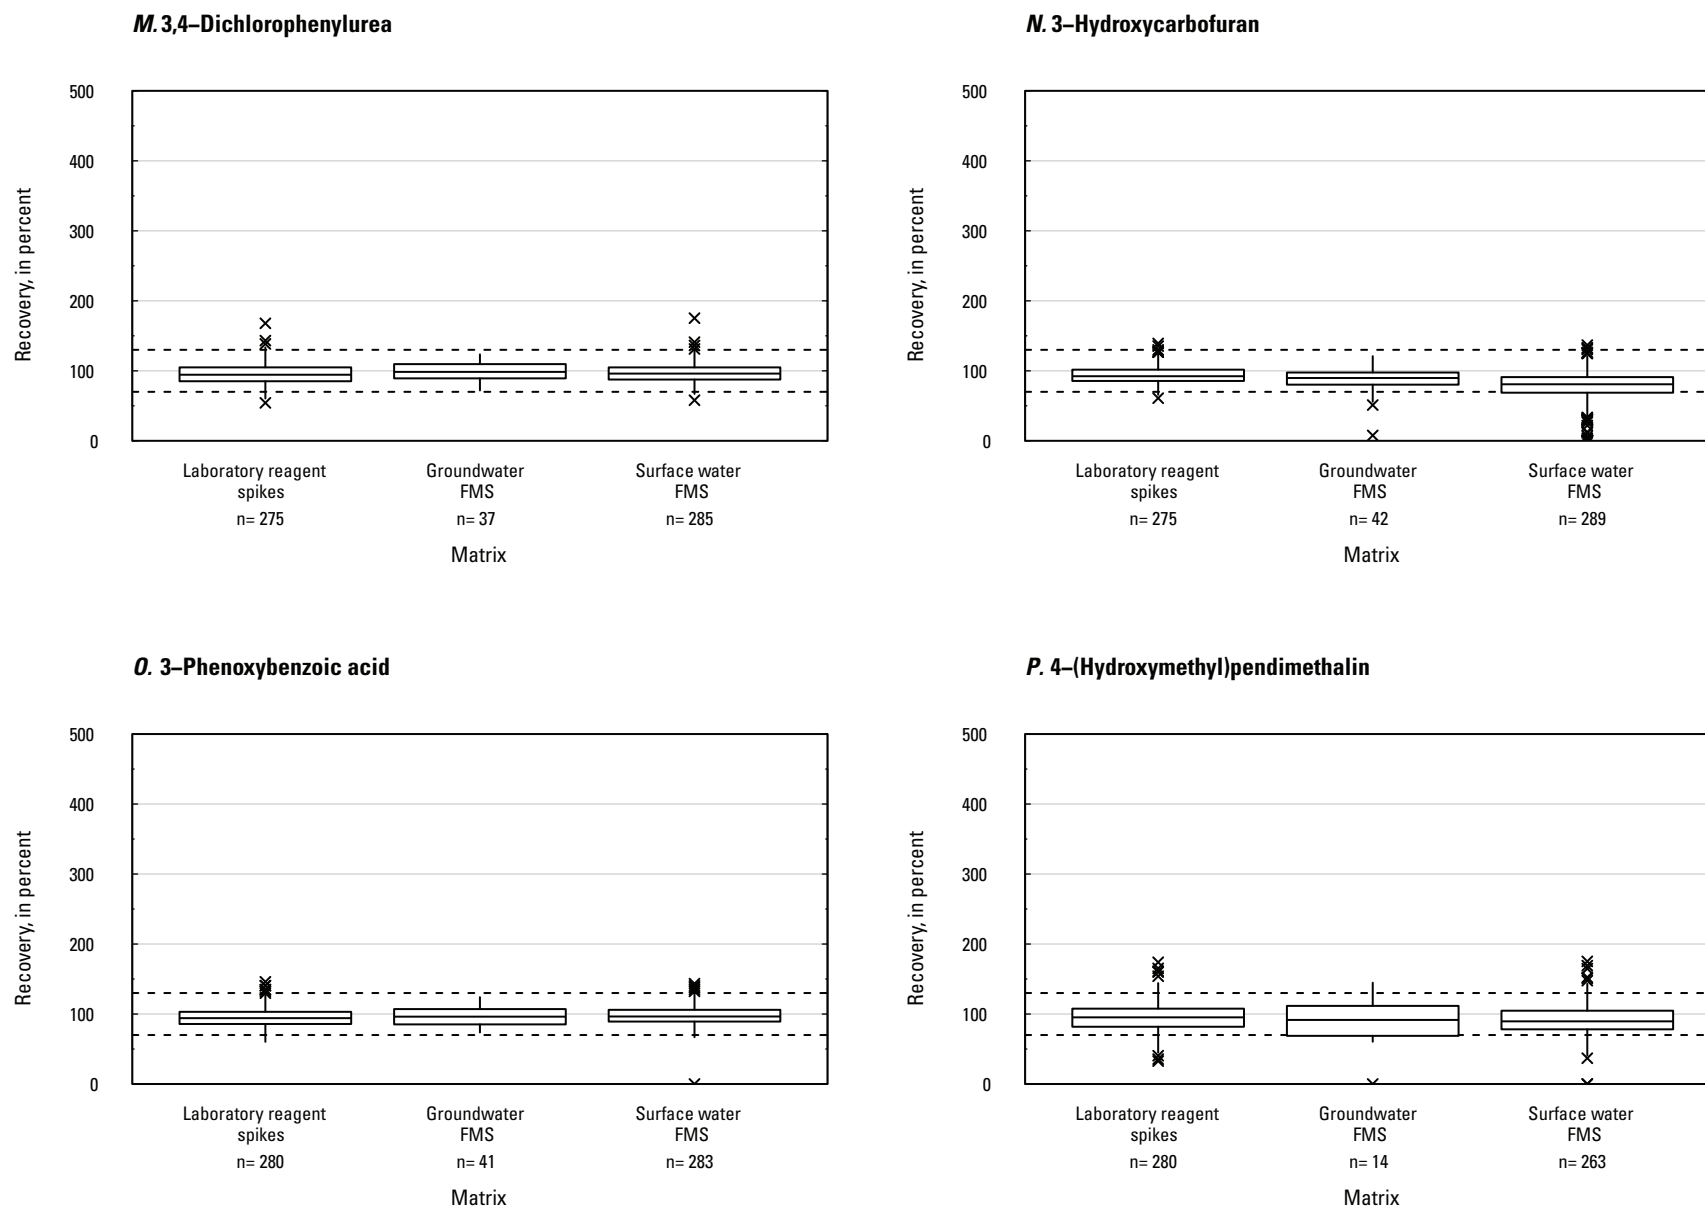 M. 3,4–Dichlorophenylurea
500
400
300
200
100
0
Recovery, in percent
Laboratory reagent
spikes
n= 275
Groundwater
FMS
n= 37
Surface water
FMS
n= 285
Matrix
N. 3–Hydroxycarbofuran
500
400
300
200
100
0
Recovery, in percent
Laboratory reagent
spikes
n= 275
Groundwater
FMS
n= 42
Surface water
FMS
n= 289
Matrix
O. 3–Phenoxybenzoic acid
500
400
300
200
100
0
Recovery, in percent
Laboratory reagent
spikes
n= 280
Groundwater
FMS
n= 41
Surface water
FMS
n= 283
Matrix
P. 4–(Hydroxymethyl)pendimethalin
500
400
300
200
100
0
Recovery, in percent
Laboratory reagent
spikes
n= 280
Groundwater
FMS
n= 14
Surface water
FMS
n= 263
Matrix